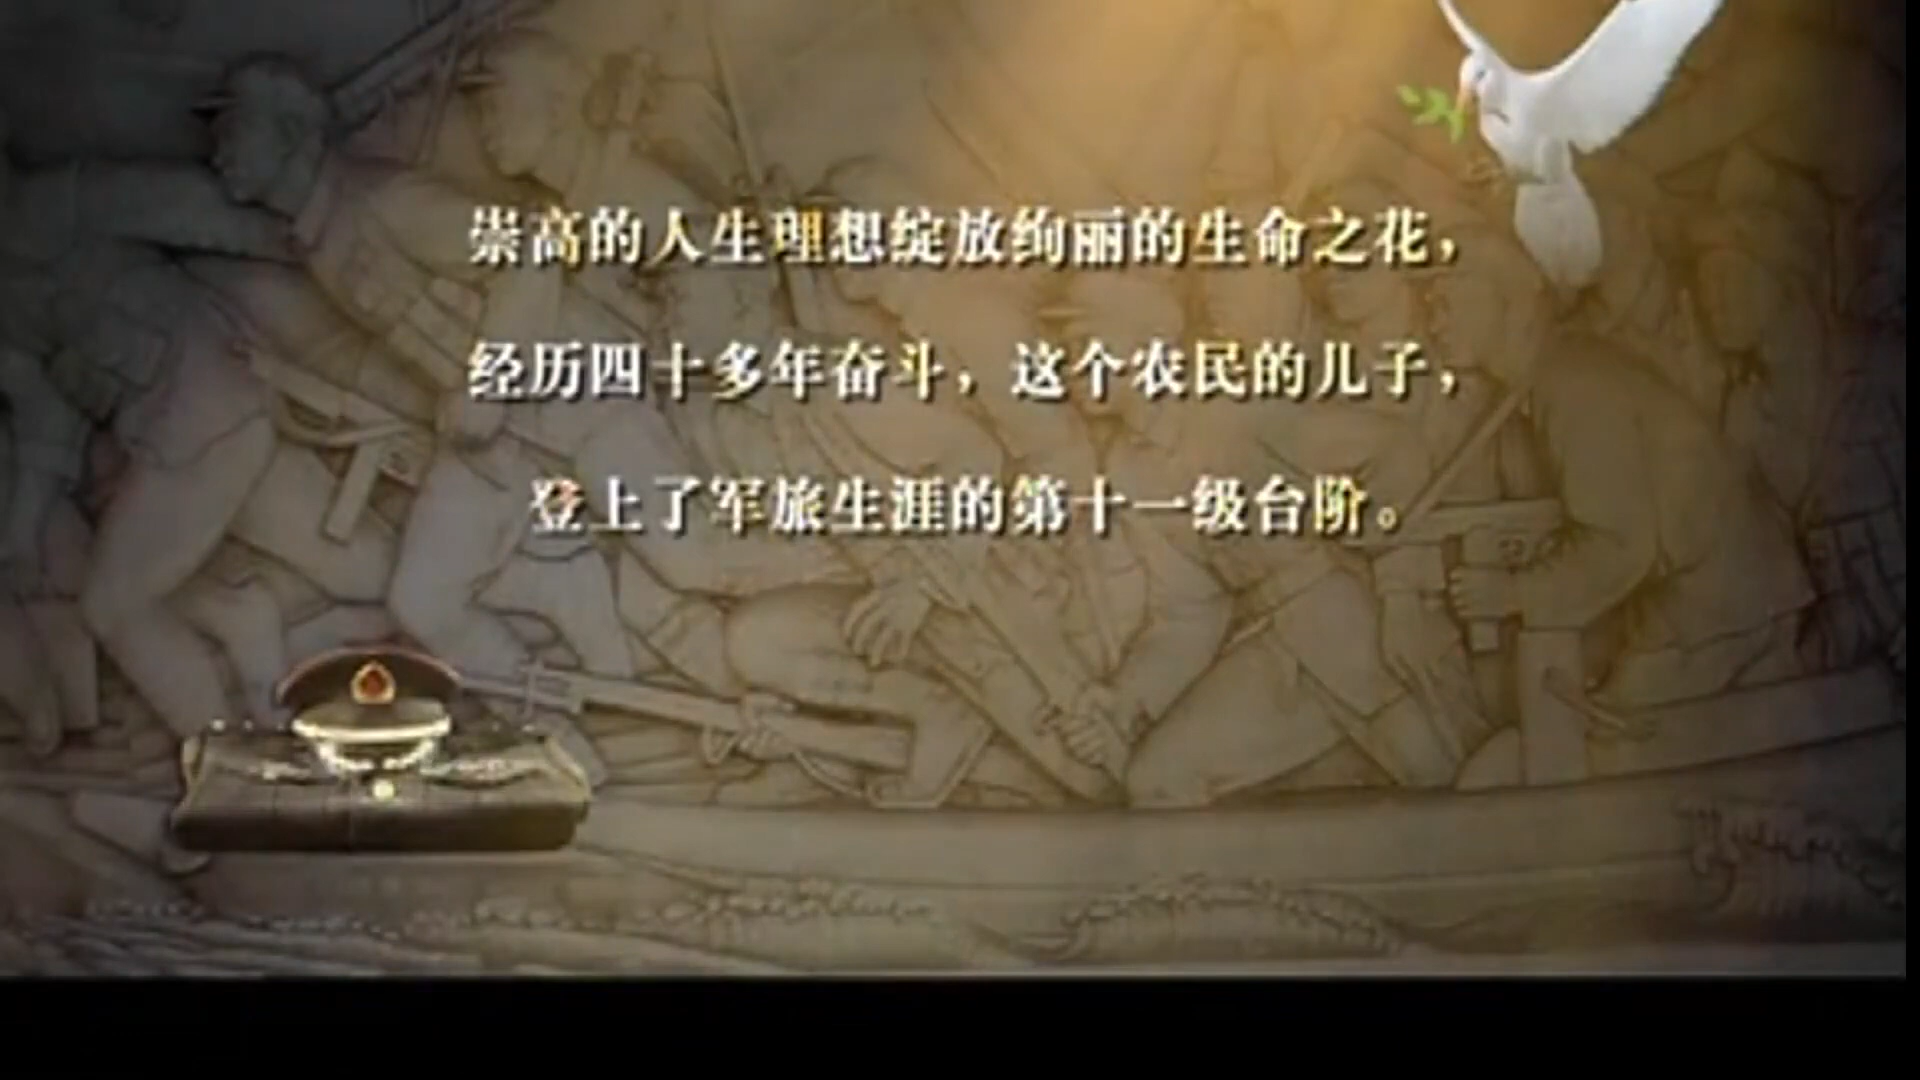 崇高的人生理想绽放绚丽的生命之花，
经历四十多年奋斗，这个农民的儿子，
登上了军旅生涯的第十一级台阶。